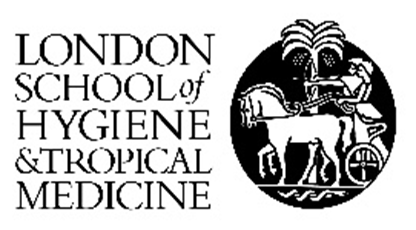 LONDON
SCHOOL of
HYGIENE
&TROPICAL
MEDICINE